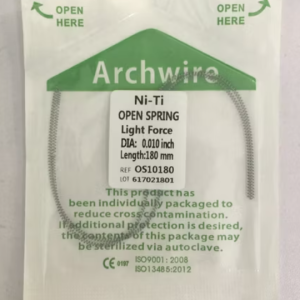 OPEN
HERE
OPEN
HERE
Archwire
Ni-Ti
OPEN SPRING
Light Force
DIA: 0.010 inch
Length:180 mm
REF OS10180
LOT 617021801
This product has
been individually packaged to
reduce cross contamination.
If additional protection is desired,
the contents of this package may
be sterilized via autoclave.
CE 0197 ISO9001:2008
ISO13485:2012